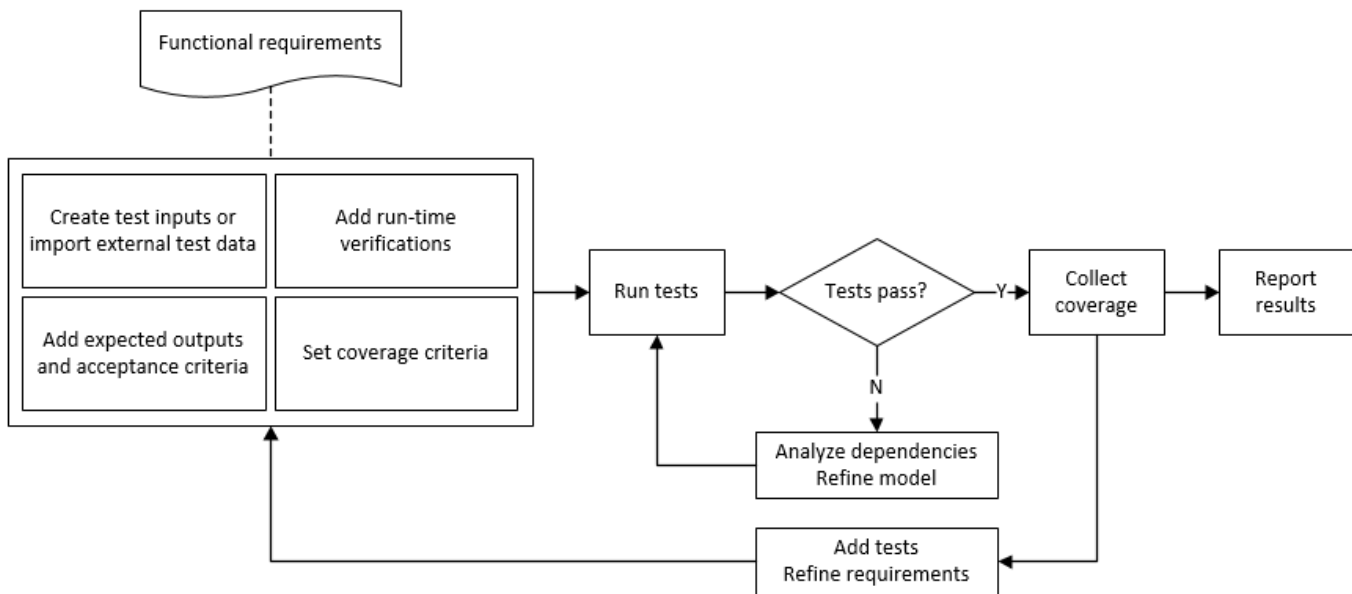 Functional requirements
Create test inputs or
import external test data
Add run-time
verifications
Add expected outputs
and acceptance criteria
Set coverage criteria
Run tests
Tests pass?
Y
Collect
coverage
Report
results
N
Analyze dependencies
Refine model
Add tests
Refine requirements